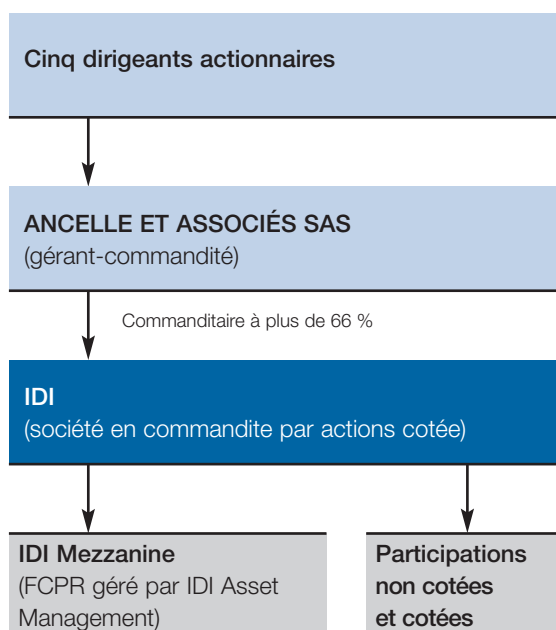 Cinq dirigeants actionnaires
ANCELLE ET ASSOCIÉS SAS
(gérant-commandité)
Commanditaire à plus de 66 %
IDI
(société en commandite par actions cotée)
IDI Mezzanine
(FCPR géré par IDI Asset
Management)
Participations
non cotées
et cotées